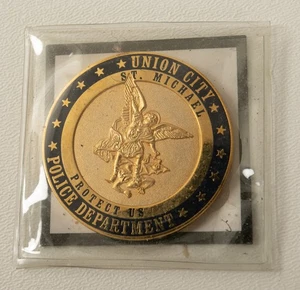 UNION CITY
ST. MICHAEL
PROTECT US
POLICE DEPARTMENT